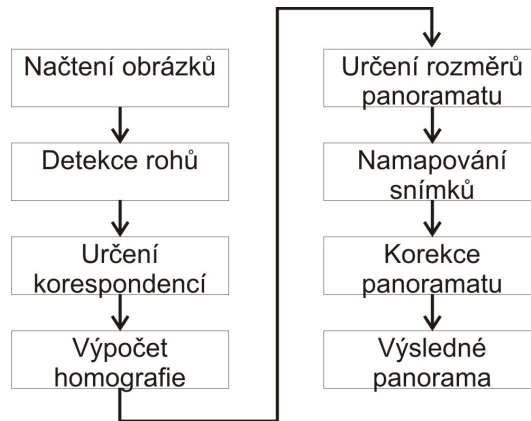 Načtení obrázků
Detekce rohů
Určení
korespondencí
Výpočet
homografie
Určení rozměrů
panoramatu
Namapování
snímků
Korekce
panoramatu
Výsledné
panorama